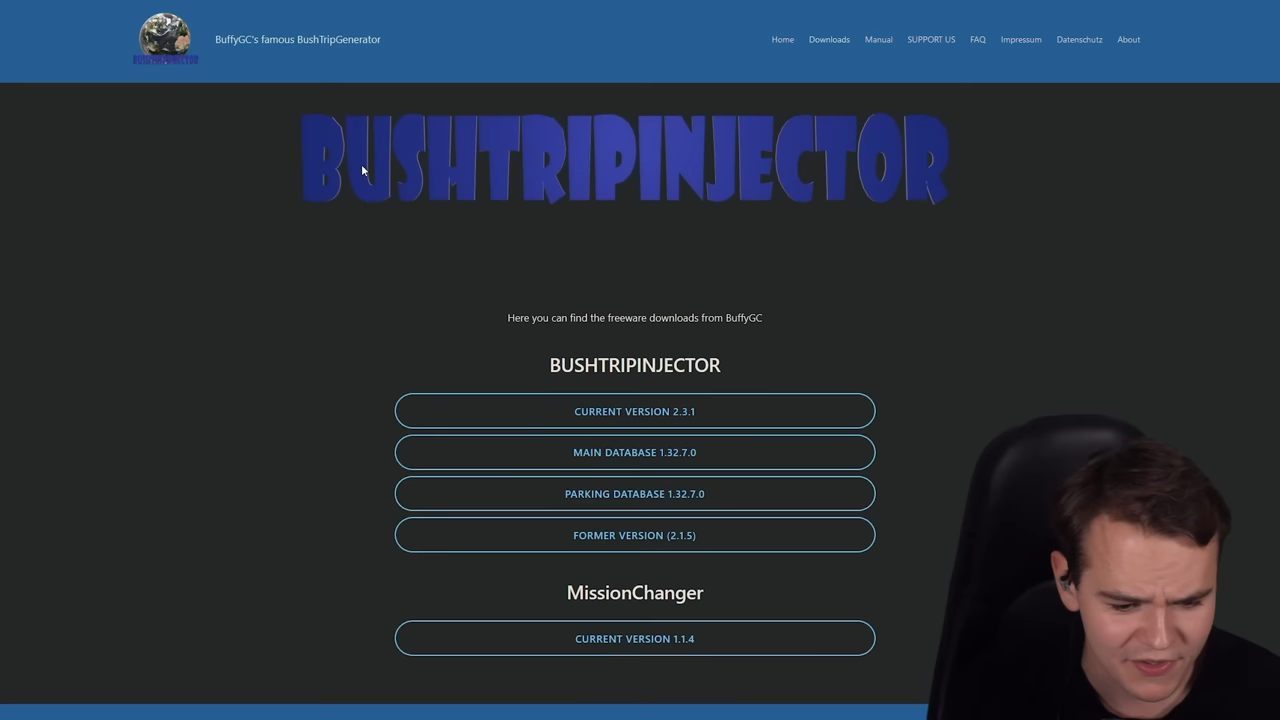 BuffyGC's famous BushTripGenerator
Home Downloads Manual SUPPORT US FAQ Impressum Datenschutz About
BUSHTRIPINJECTOR
BUSHTRIPINJECTOR
Here you can find the freeware downloads from BuffyGC
BUSHTRIPINJECTOR
CURRENT VERSION 2.3.1
MAIN DATABASE 1.32.7.0
PARKING DATABASE 1.32.7.0
FORMER VERSION (2.1.5)
MissionChanger
CURRENT VERSION 1.1.4